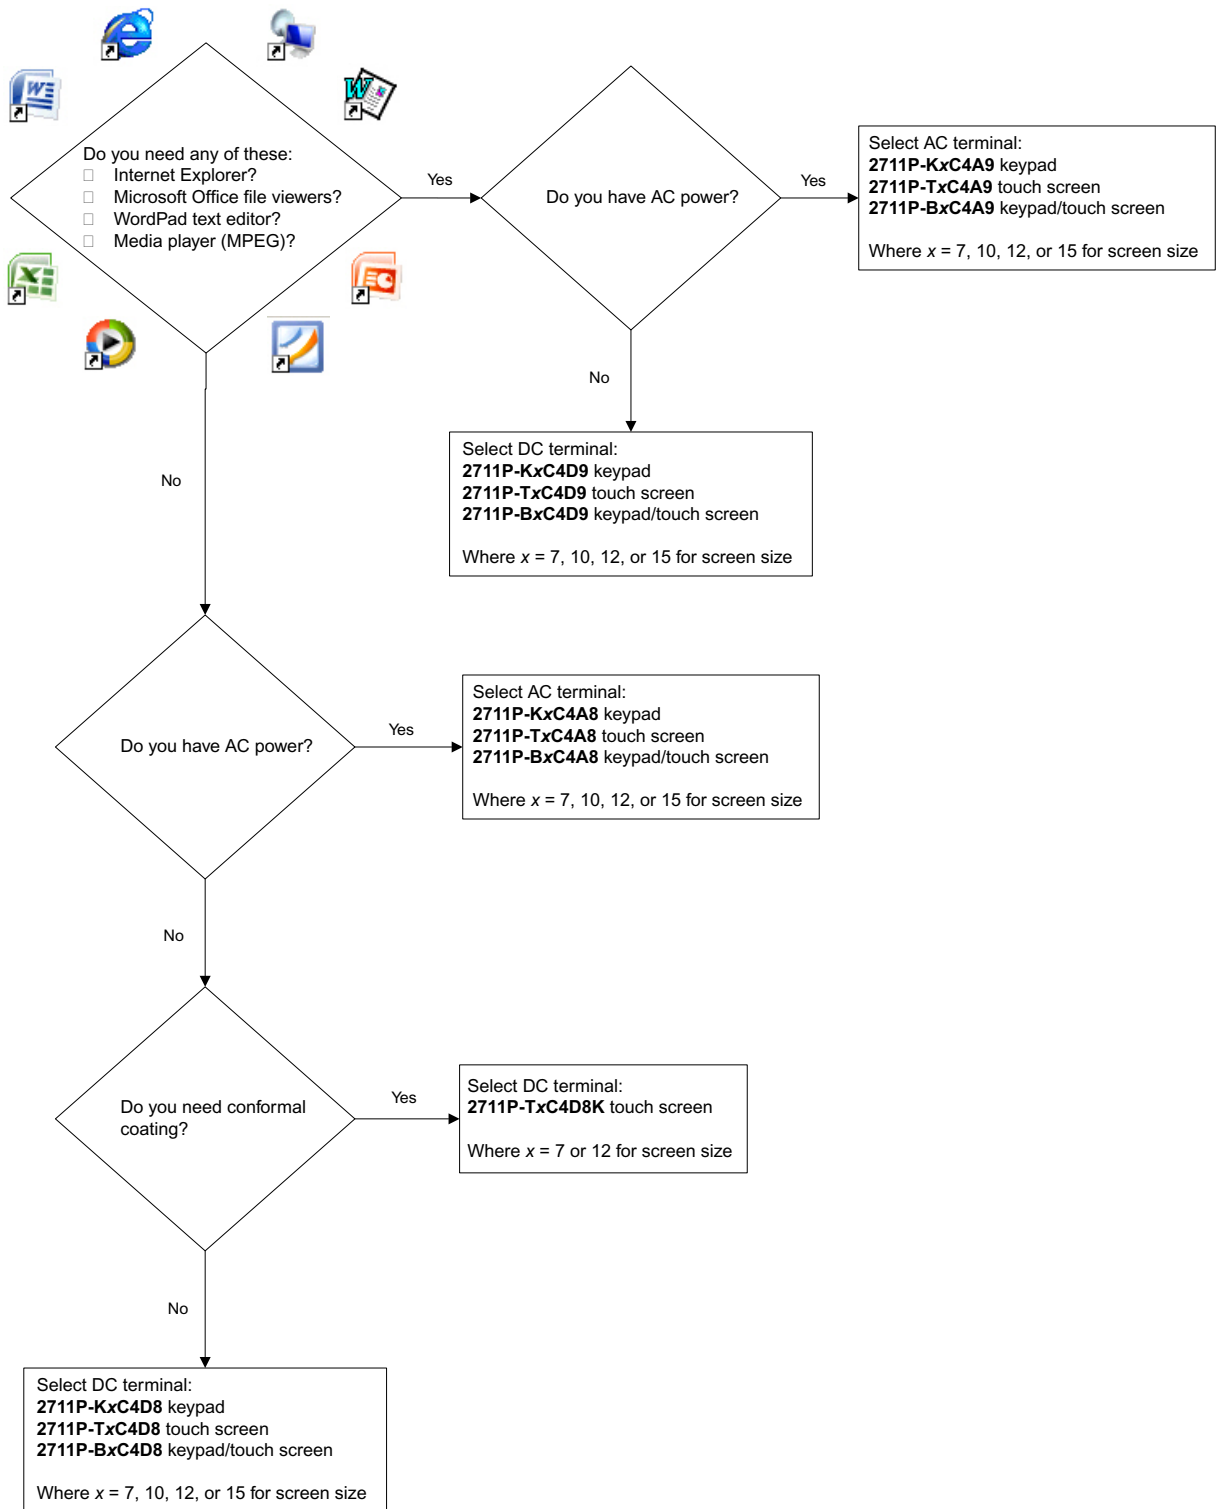 Do you need any of these:
Internet Explorer?
Microsoft Office file viewers?
WordPad text editor?
Media player (MPEG)?
Yes
Do you have AC power?
Yes
Select AC terminal:
2711P-KxC4A9 keypad
2711P-TxC4A9 touch screen
2711P-BxC4A9 keypad/touch screen
Where x = 7, 10, 12, or 15 for screen size
No
Select DC terminal:
2711P-KxC4D9 keypad
2711P-TxC4D9 touch screen
2711P-BxC4D9 keypad/touch screen
Where x = 7, 10, 12, or 15 for screen size
No
Do you have AC power?
Yes
Select AC terminal:
2711P-KxC4A8 keypad
2711P-TxC4A8 touch screen
2711P-BxC4A8 keypad/touch screen
Where x = 7, 10, 12, or 15 for screen size
No
Do you need conformal
coating?
Yes
Select DC terminal:
2711P-TxC4D8K touch screen
Where x = 7 or 12 for screen size
No
Select DC terminal:
2711P-KxC4D8 keypad
2711P-TxC4D8 touch screen
2711P-BxC4D8 keypad/touch screen
Where x = 7, 10, 12, or 15 for screen size